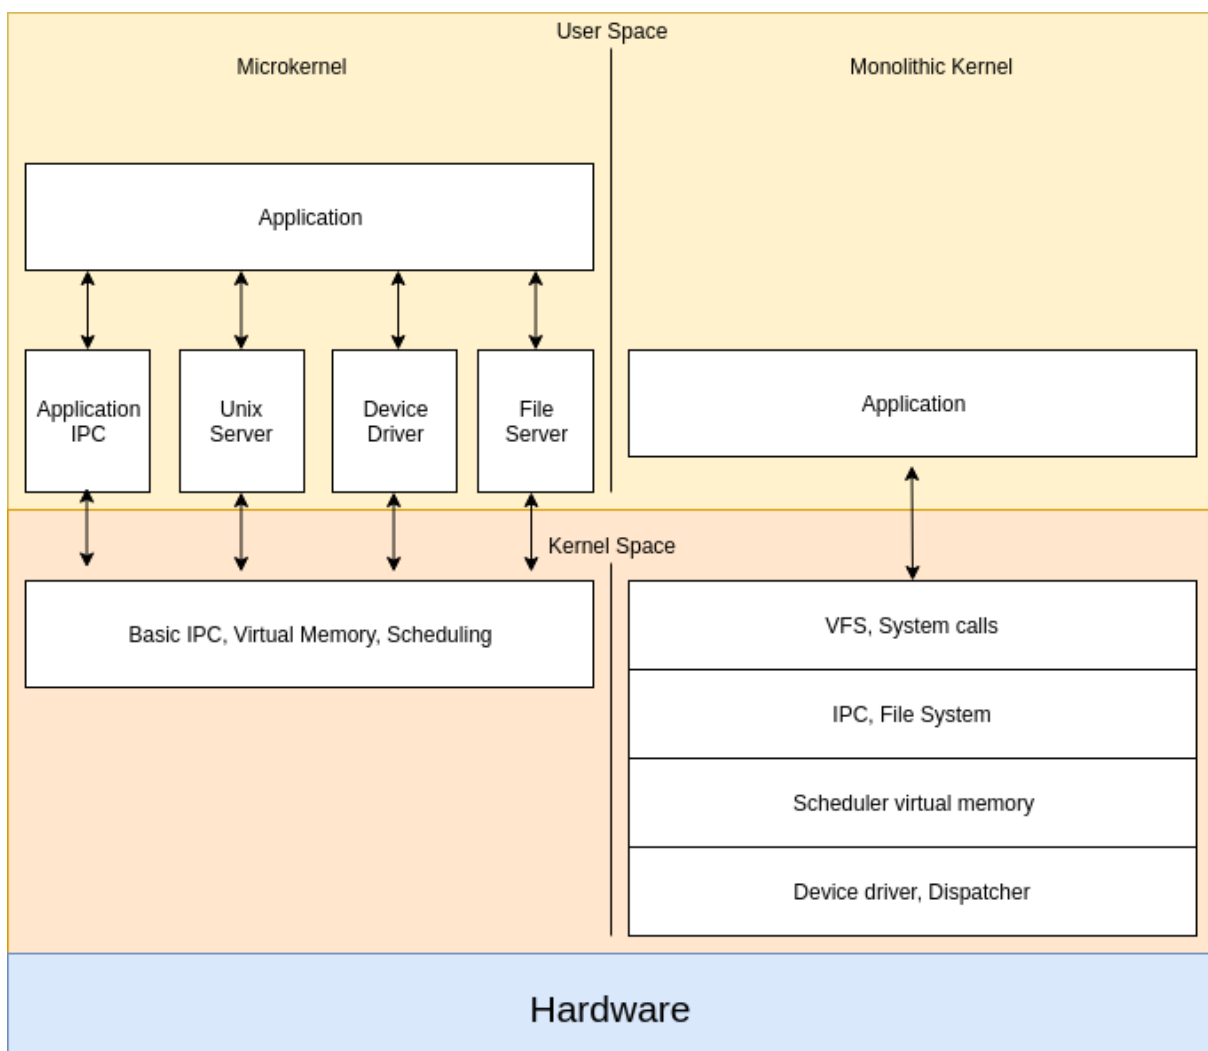 User Space
Microkernel
Monolithic Kernel
Application
Application
IPC
Unix
Server
Device
Driver
File
Server
Application
Kernel Space
Basic IPC, Virtual Memory, Scheduling
VFS, System calls
IPC, File System
Scheduler virtual memory
Device driver, Dispatcher
Hardware